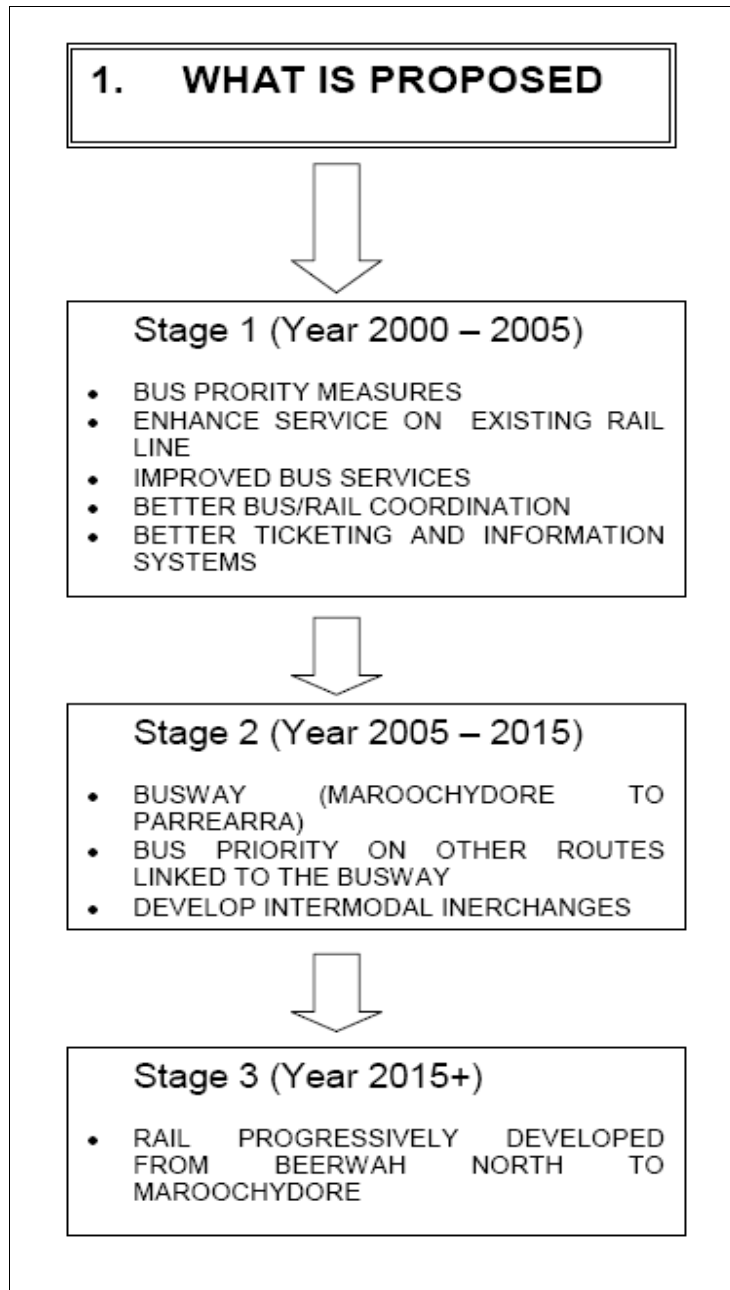 1. WHAT IS PROPOSED
Stage 1 (Year 2000 – 2005)
• BUS PRORITY MEASURES
• ENHANCE SERVICE ON EXISTING RAIL
LINE
• IMPROVED BUS SERVICES
• BETTER BUS/RAIL COORDINATION
• BETTER TICKETING AND INFORMATION
SYSTEMS
Stage 2 (Year 2005 – 2015)
• BUSWAY (MAROOCHYDORE TO
PARREARRA)
• BUS PRIORITY ON OTHER ROUTES
LINKED TO THE BUSWAY
• DEVELOP INTERMODAL INERCHANGES
Stage 3 (Year 2015+)
• RAIL PROGRESSIVELY DEVELOPED
FROM BEERWAH NORTH TO
MAROOCHYDORE